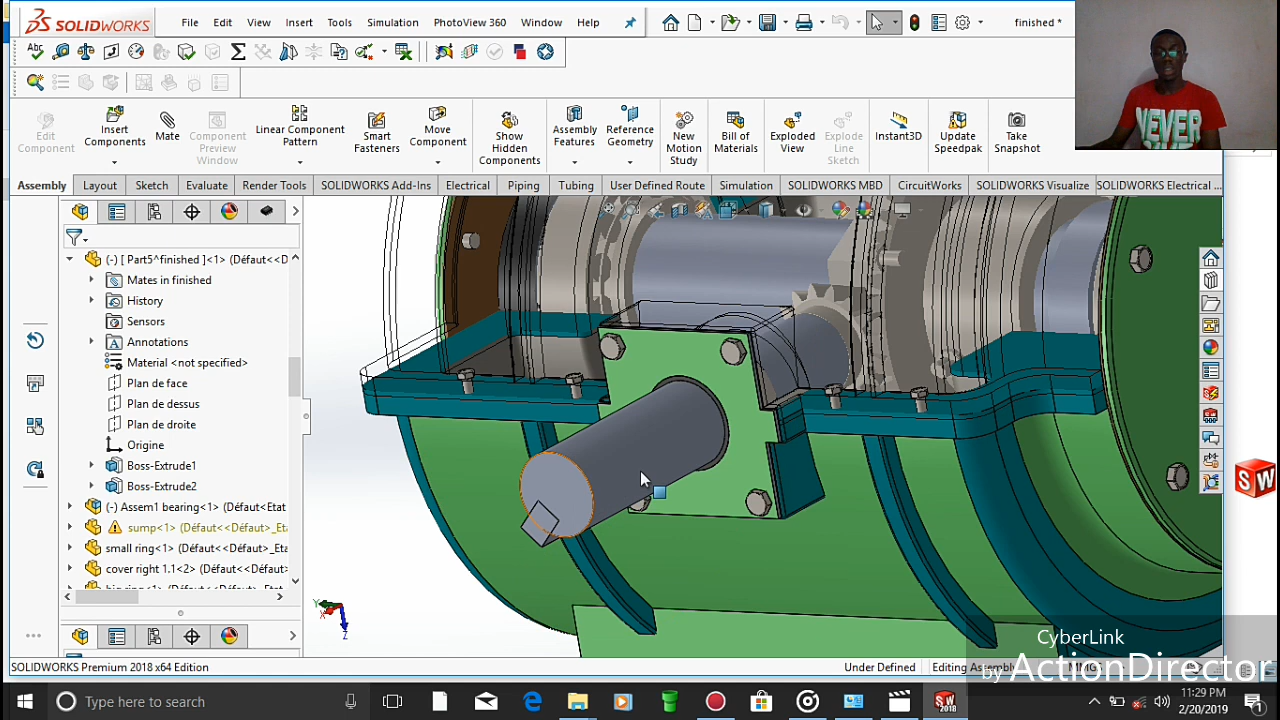 SOLIDWORKS File Edit View Insert Tools Simulation PhotoView 360 Window Help finished *
Edit Component
Insert Components
Mate
Component Preview Window
Linear Component Pattern
Smart Fasteners
Move Component
Show Hidden Components
Assembly Features
Reference Geometry
New Motion Study
Bill of Materials
Exploded View
Explode Line Sketch
Instant3D
Update Speedpak
Take Snapshot
NEVER
Assembly Layout Sketch Evaluate Render Tools SOLIDWORKS Add-Ins Electrical Piping Tubing User Defined Route Simulation SOLIDWORKS MBD CircuitWorks SOLIDWORKS Visualize SOLIDWORKS Electrical ...
(-) [ Part5^finished ]<1> (Défaut<<D
Mates in finished
History
Sensors
Annotations
Material <not specified>
Plan de face
Plan de dessus
Plan de droite
Origine
Boss-Extrude1
Boss-Extrude2
(-) Assem1 bearing<1> (Défaut<Etat
sump<1> (Défaut<<Défaut>_Eta
small ring<1> (Défaut<<Défaut>_Eta
cover right 1.1<2> (Défaut<<Défaut>
SOLIDWORKS Premium 2018 x64 Edition
Under Defined Editing Assembly MMGS
CyberLink
by ActionDirector
Type here to search
11:29 PM
2/20/2019